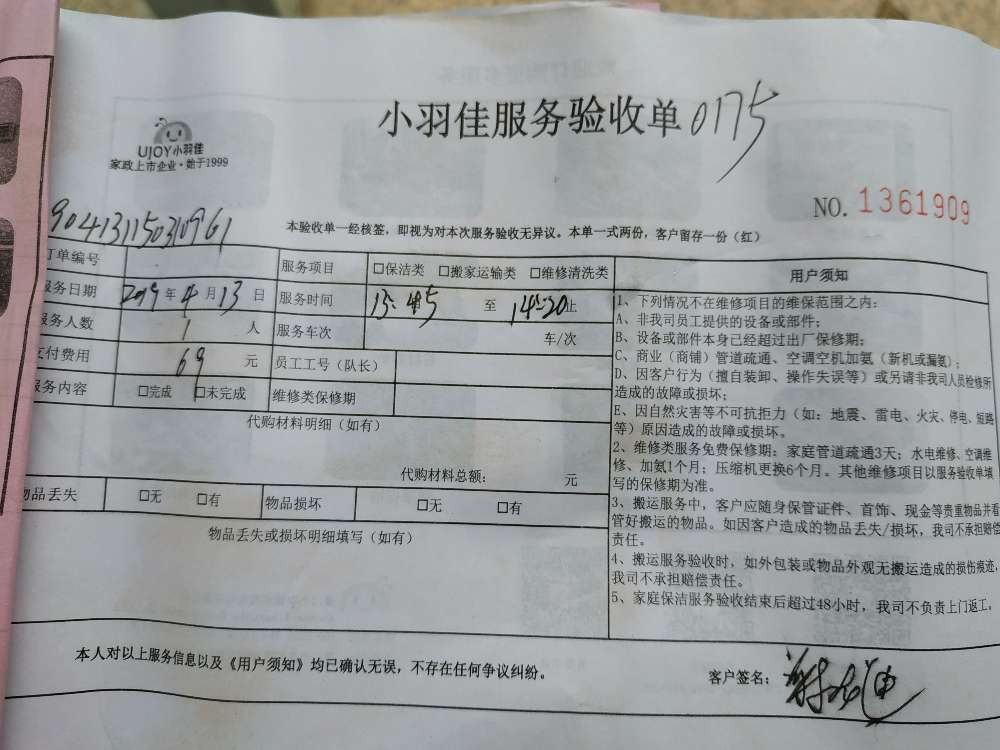 小羽佳服务验收单 0175
UJOY小羽佳
家政上市企业·始于1999
NO. 1361909
904131150310961
本验收单一经核签，即视为对本次服务验收无异议。本单一式两份，客户留存一份（红）
订单编号 服务项目 □保洁类 □搬家运输类 □维修清洗类
服务日期 2019 年 4 月 13 日 服务时间 13:45 至 14:20 止
服务人数 1 人 服务车次 车/次
支付费用 69 元 员工工号（队长）
服务内容 □完成 □未完成 维修类保修期
代购材料明细（如有）
代购材料总额： 元
物品丢失 □无 □有 物品损坏 □无 □有
物品丢失或损坏明细填写（如有）
用户须知
1、下列情况不在维修项目的维保范围之内：
A、非我司员工提供的设备或部件；
B、设备或部件本身已经超过出厂保修期；
C、商业（商铺）管道疏通、空调空机加氨（新机或漏氨）；
D、因客户行为（擅自装卸、操作失误等）或另请非我司人员检修所
造成的故障或损坏；
E、因自然灾害等不可抗拒力（如：地震、雷电、火灾、停电、短路
等）原因造成的故障或损坏。
2、维修类服务免费保修期：家庭管道疏通3天；水电维修、空调维
修、加氨1个月；压缩机更换6个月。其他维修项目以服务验收单填
写的保修期为准。
3、搬运服务中，客户应随身保管证件、首饰、现金等贵重物品并看
管好搬运的物品。如因客户造成的物品丢失/损坏，我司不承担赔偿
责任。
4、搬运服务验收时，如外包装或物品外观无搬运造成的损伤痕迹，
我司不承担赔偿责任。
5、家庭保洁服务验收结束后超过48小时，我司不负责上门返工。
本人对以上服务信息以及《用户须知》均已确认无误，不存在任何争议纠纷。
客户签名：